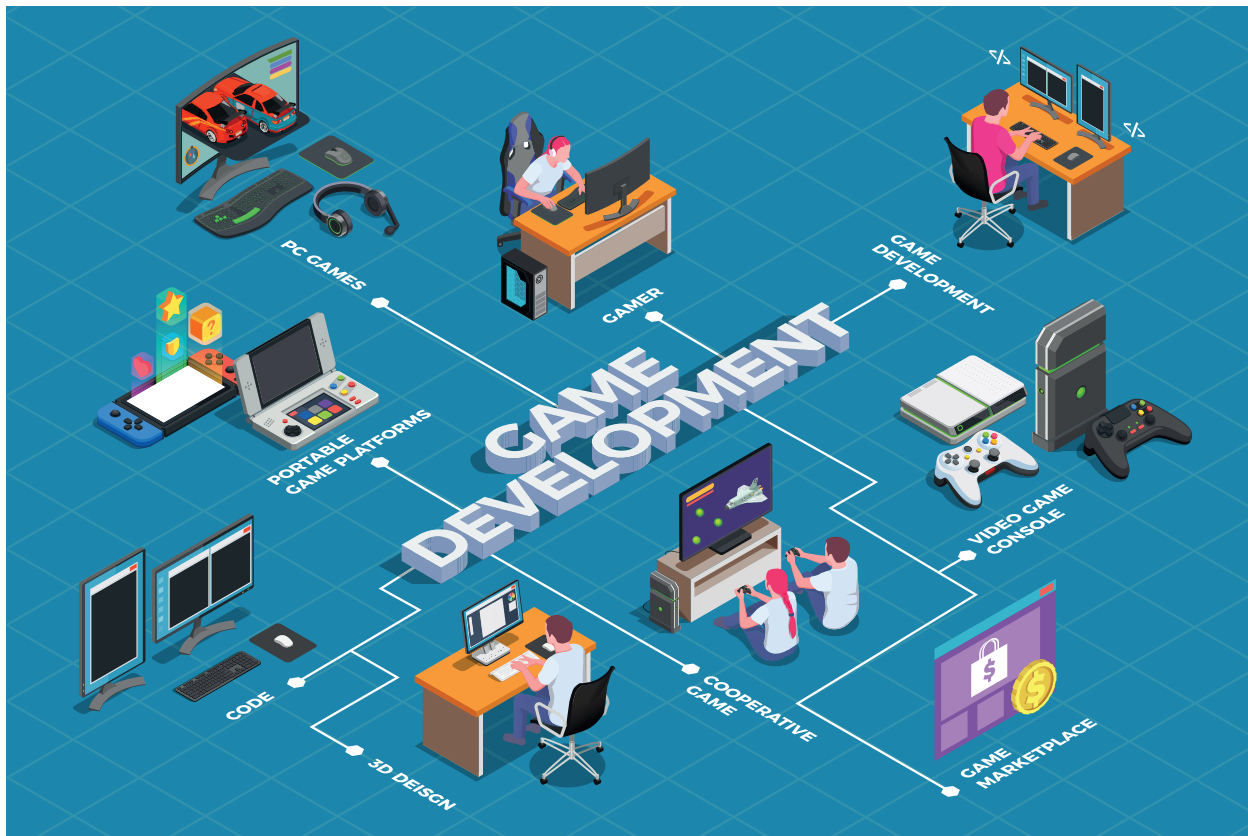 PC GAMES
GAMER
GAME
DEVELOPMENT
</>
</>
GAME
DEVELOPMENT
PORTABLE
GAME PLATFORMS
?
VIDEO GAME
CONSOLE
CODE
3D DEISGN
COOPERATIVE
GAME
$
$
GAME
MARKETPLACE